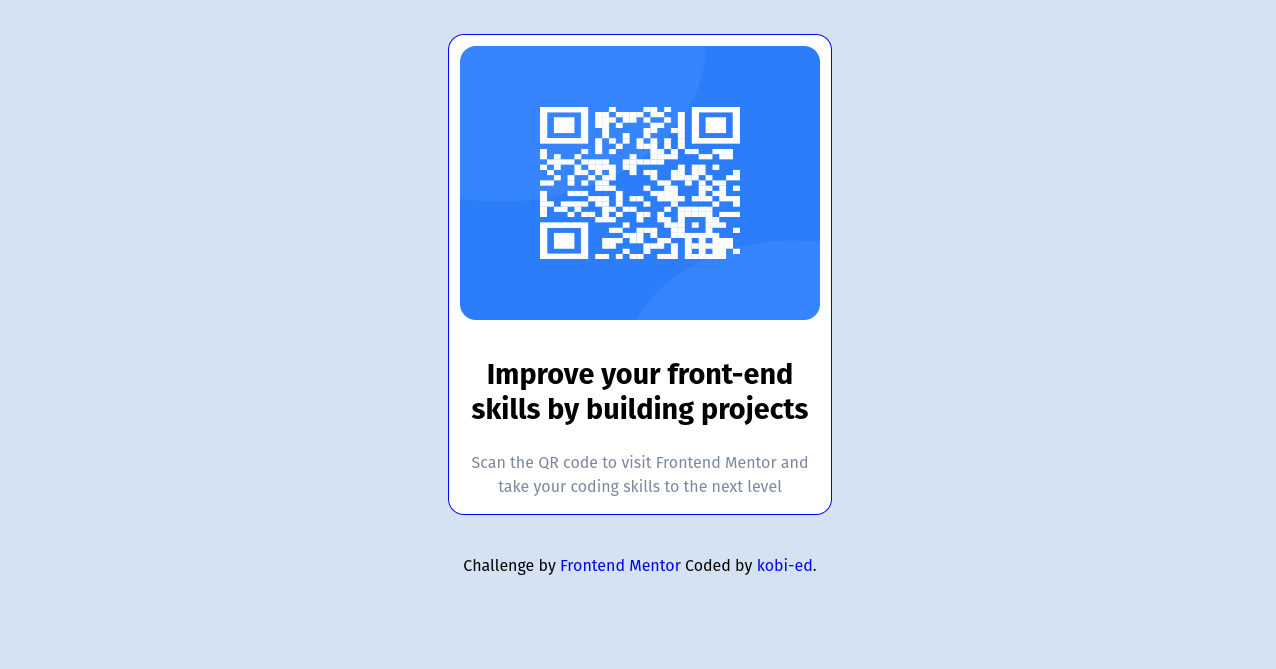 Improve your front-end
skills by building projects
Scan the QR code to visit Frontend Mentor and
take your coding skills to the next level
Challenge by Frontend Mentor Coded by kobi-ed.